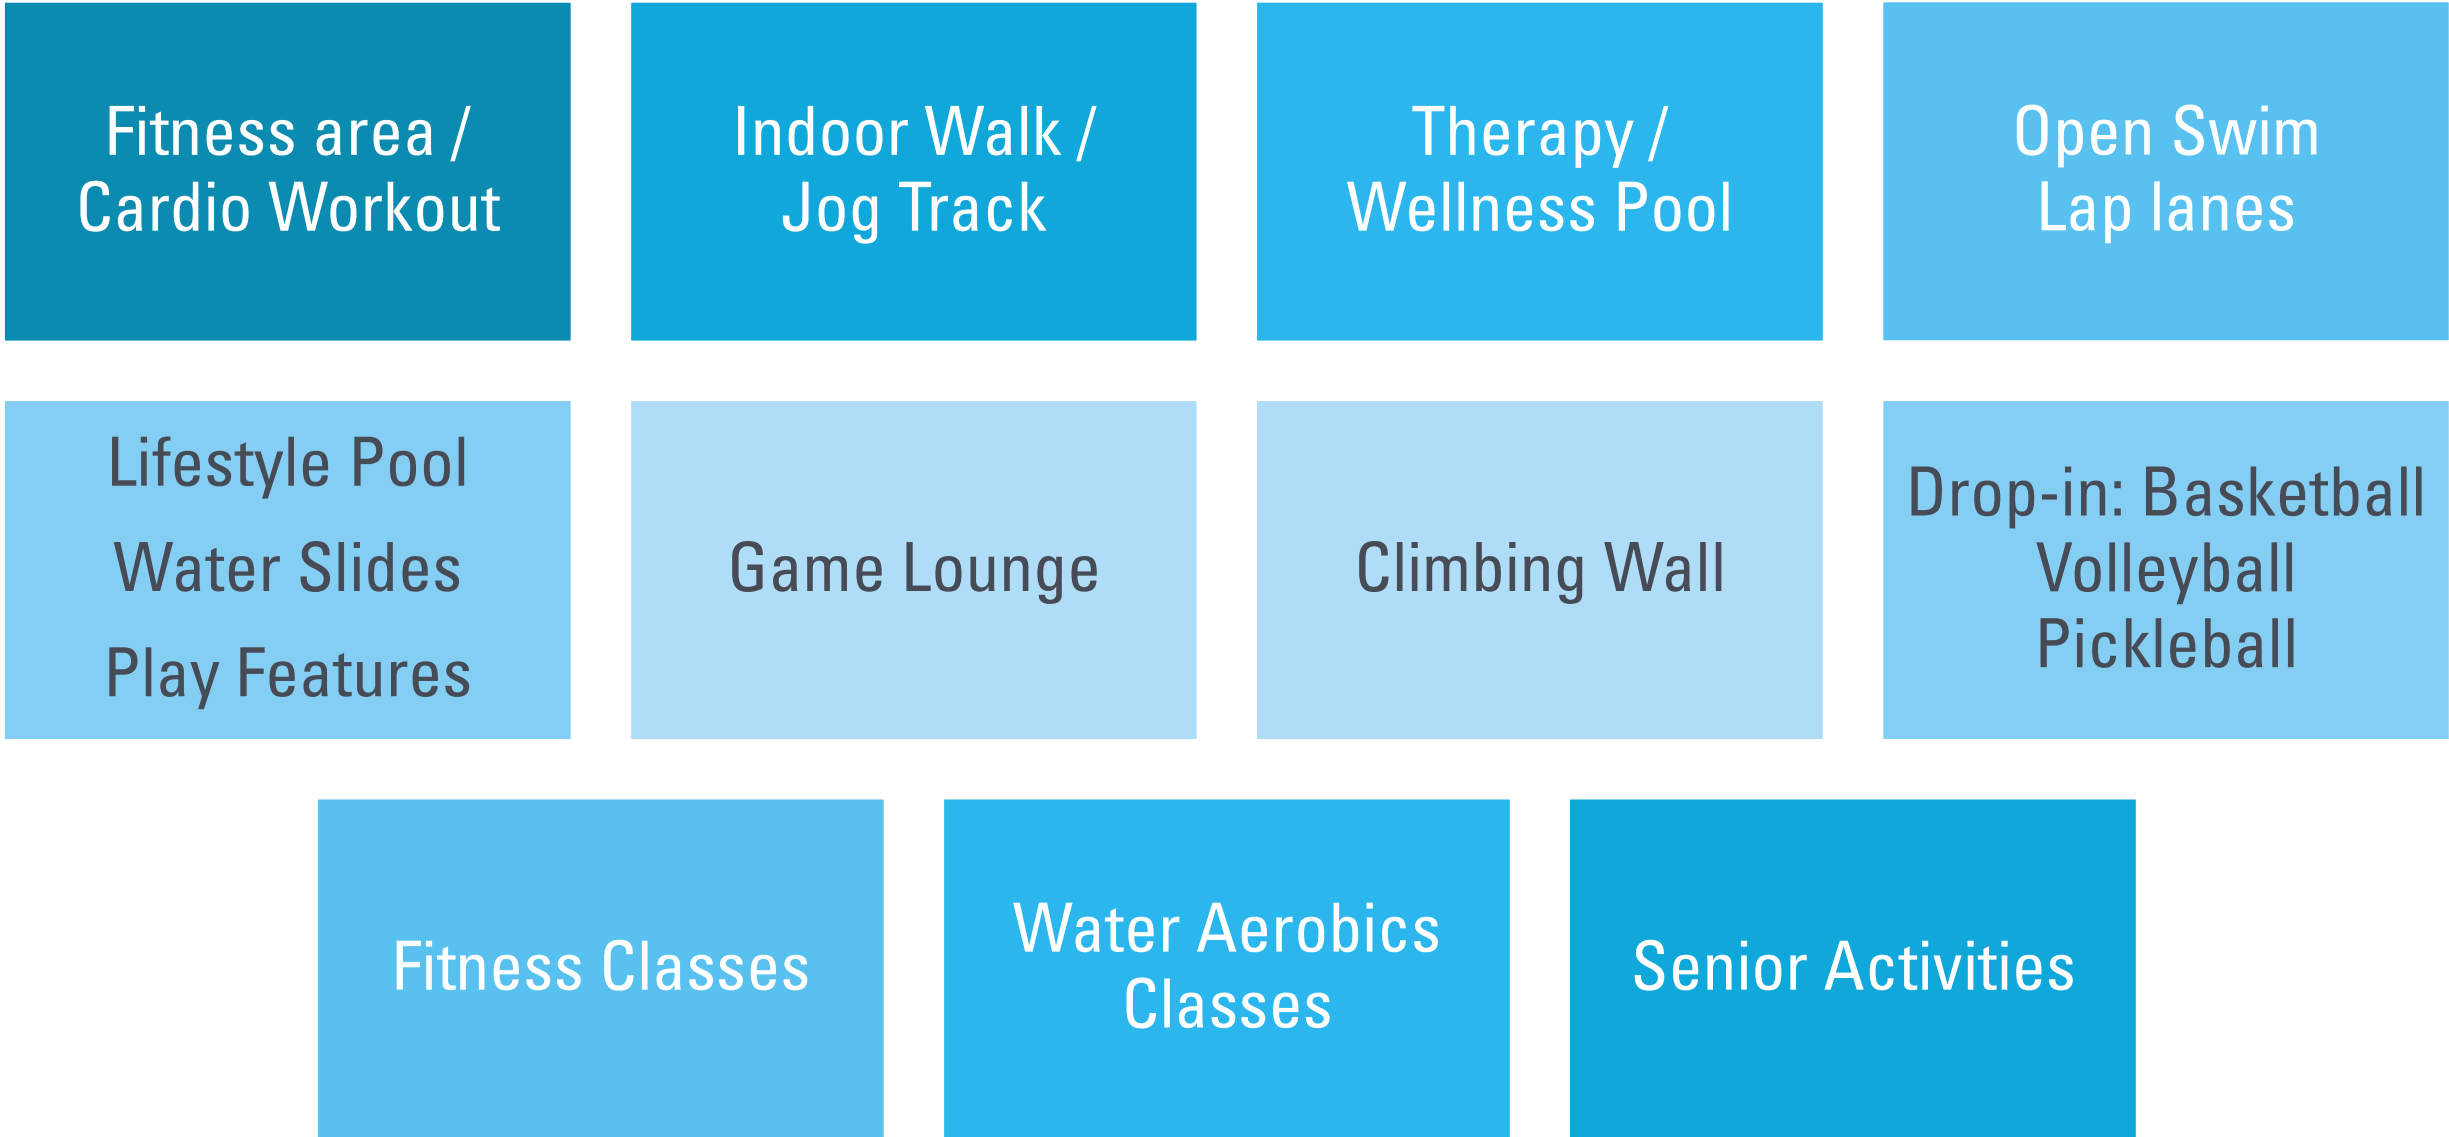 Fitness area /
Cardio Workout
Indoor Walk /
Jog Track
Therapy /
Wellness Pool
Open Swim
Lap lanes
Lifestyle Pool
Water Slides
Play Features
Game Lounge
Climbing Wall
Drop-in: Basketball
Volleyball
Pickleball
Fitness Classes
Water Aerobics
Classes
Senior Activities